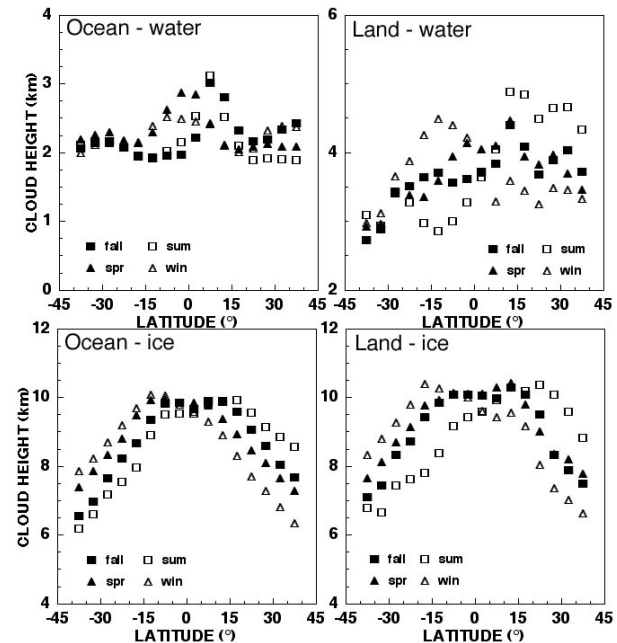 Ocean - water
Land - water
4
3
2
1
0
CLOUD HEIGHT (km)
fall sum
spr win
-45 -30 -15 0 15 30 45
LATITUDE (°)
6
4
2
fall sum
spr win
-45 -30 -15 0 15 30 45
LATITUDE (°)
Ocean - ice
Land - ice
12
10
8
6
4
CLOUD HEIGHT (km)
fall sum
spr win
-45 -30 -15 0 15 30 45
LATITUDE (°)
12
10
8
6
4
fall sum
spr win
-45 -30 -15 0 15 30 45
LATITUDE (°)